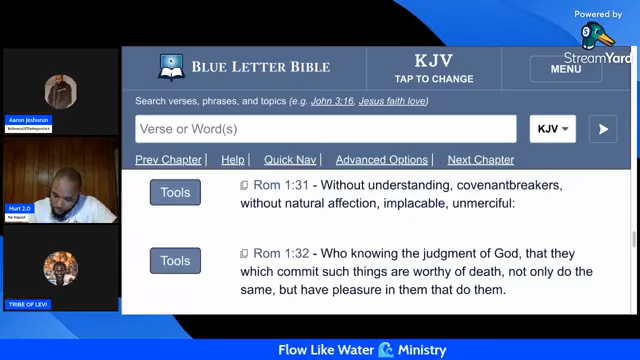 Powered by
StreamYard
BLUE LETTER BIBLE
KJV
TAP TO CHANGE
MENU
Search verses, phrases, and topics (e.g. John 3:16, Jesus faith love)
Verse or Word(s)
KJV
Prev Chapter | Help | Quick Nav | Advanced Options | Next Chapter
Tools
Rom 1:31 - Without understanding, covenantbreakers,
without natural affection, implacable, unmerciful:
Tools
Rom 1:32 - Who knowing the judgment of God, that they
which commit such things are worthy of death, not only do the
same, but have pleasure in them that do them.
Aaron Jeshurun
Hurt 2.0
TRIBE OF LEVI
Flow Like Water 🌊 Ministry